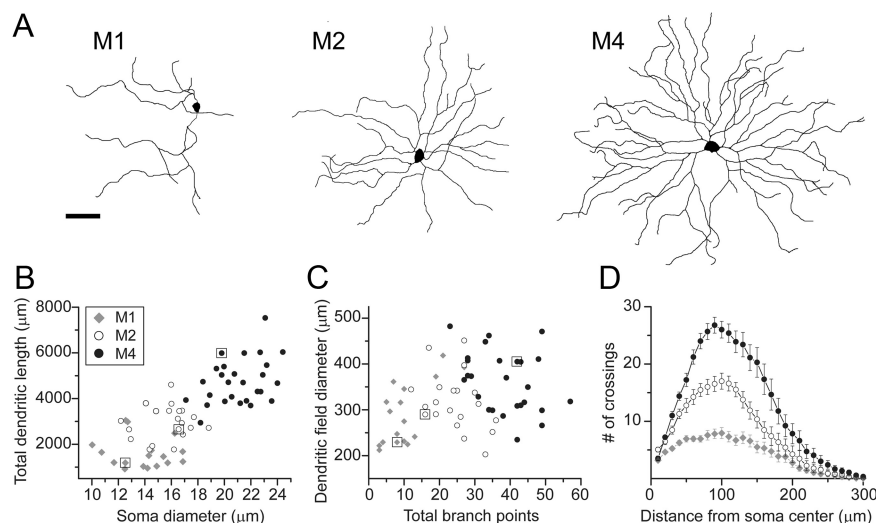 A
M1
M2
M4
B
C
D
Total dendritic length (μm)
8000
6000
4000
2000
M1
M2
M4
10 12 14 16 18 20 22 24
Soma diameter (μm)
Dendritic field diameter (μm)
500
400
300
200
0 10 20 30 40 50 60
Total branch points
# of crossings
30
20
10
0 100 200 300
Distance from soma center (μm)